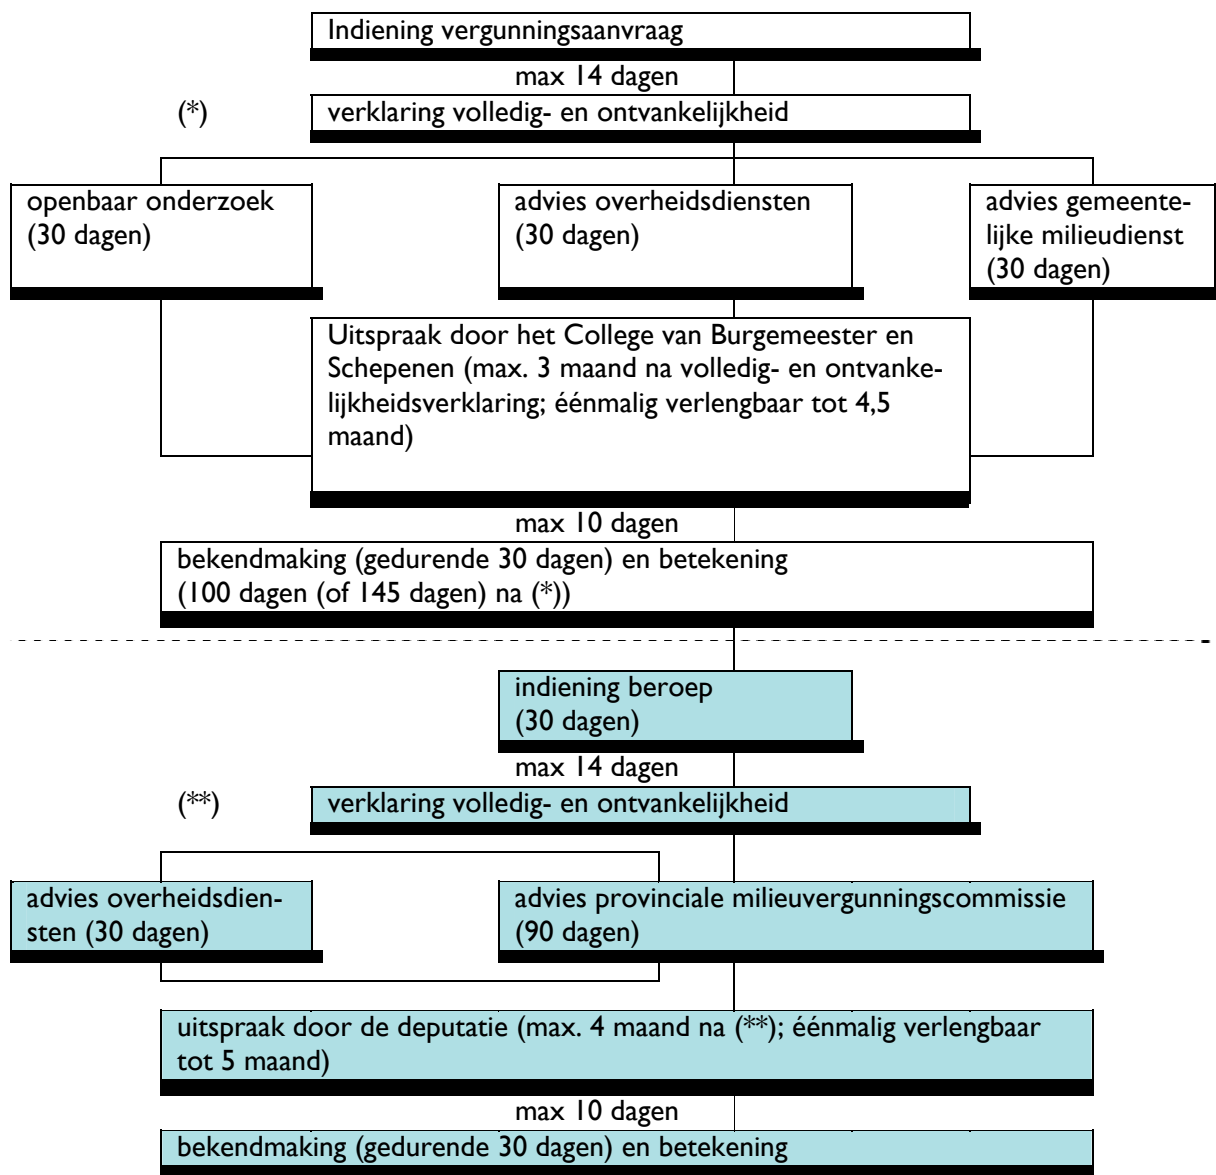 Indiening vergunningsaanvraag
max 14 dagen
(*)
verklaring volledig- en ontvankelijkheid
openbaar onderzoek
(30 dagen)
advies overheidsdiensten
(30 dagen)
advies gemeente-
lijke milieudienst
(30 dagen)
Uitspraak door het College van Burgemeester en
Schepenen (max. 3 maand na volledig- en ontvanke-
lijkheidsverklaring; éénmalig verlengbaar tot 4,5
maand)
max 10 dagen
bekendmaking (gedurende 30 dagen) en betekening
(100 dagen (of 145 dagen) na (*))
indiening beroep
(30 dagen)
max 14 dagen
(**)
verklaring volledig- en ontvankelijkheid
advies overheidsdien-
sten (30 dagen)
advies provinciale milieuvergunningscommissie
(90 dagen)
uitspraak door de deputatie (max. 4 maand na (**); éénmalig verlengbaar
tot 5 maand)
max 10 dagen
bekendmaking (gedurende 30 dagen) en betekening